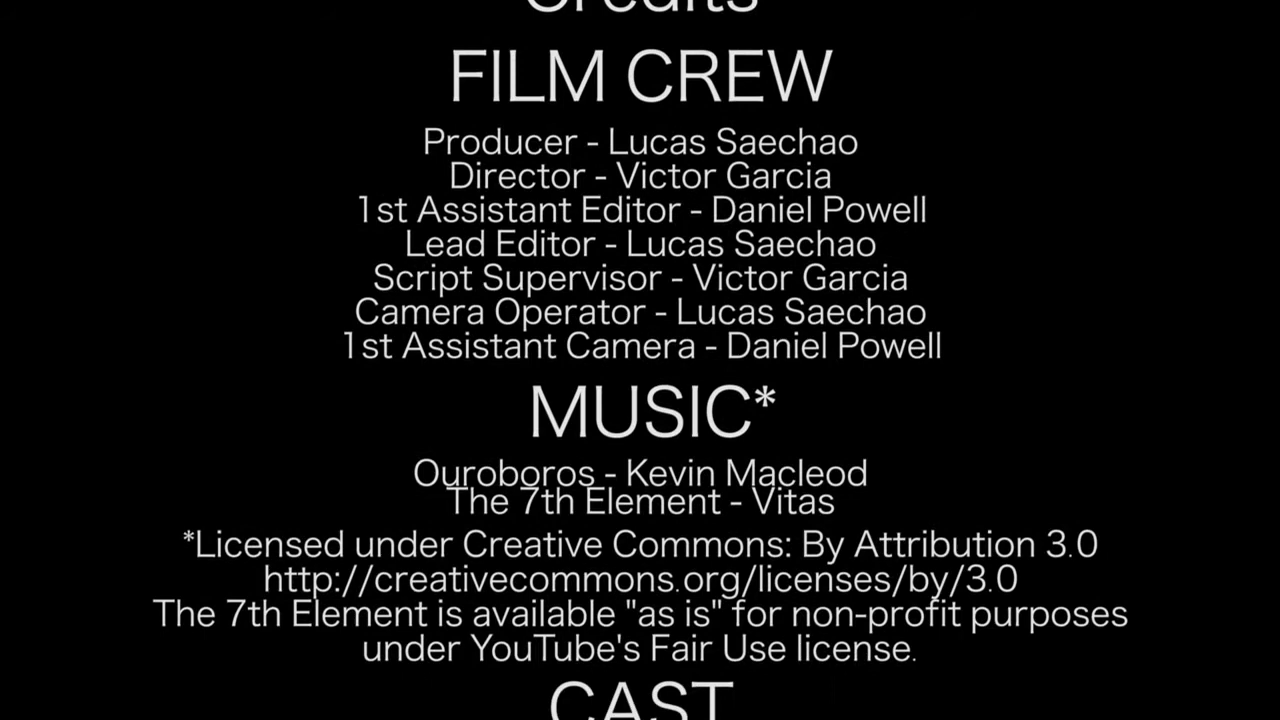 Credits
FILM CREW
Producer - Lucas Saechao
Director - Victor Garcia
1st Assistant Editor - Daniel Powell
Lead Editor - Lucas Saechao
Script Supervisor - Victor Garcia
Camera Operator - Lucas Saechao
1st Assistant Camera - Daniel Powell
MUSIC*
Ouroboros - Kevin Macleod
The 7th Element - Vitas
*Licensed under Creative Commons: By Attribution 3.0
http://creativecommons.org/licenses/by/3.0
The 7th Element is available "as is" for non-profit purposes
under YouTube's Fair Use license.
CAST